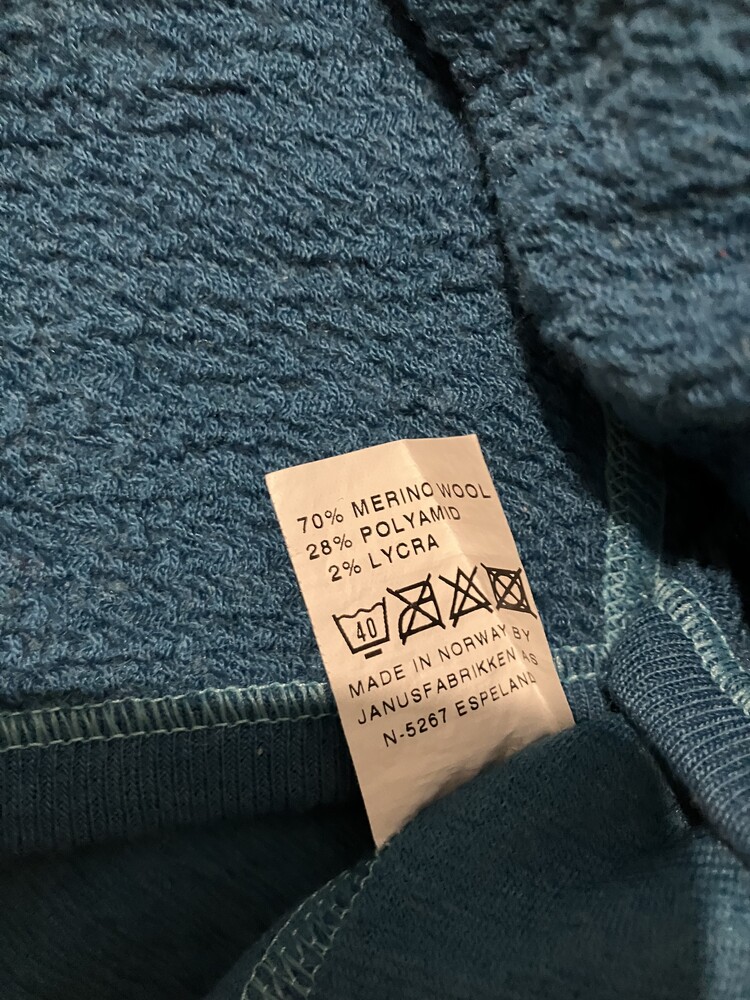 70% MERINO WOOL
28% POLYAMID
2% LYCRA
40
MADE IN NORWAY BY
JANUSFABRIKKEN AS
N-5267 ESPELAND